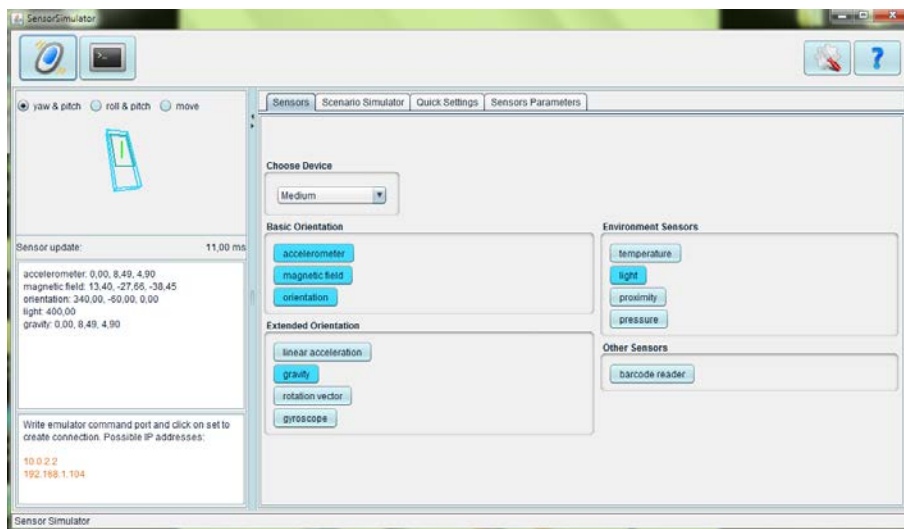 SensorSimulator
yaw & pitch roll & pitch move
Sensor update: 11,00 ms
accelerometer: 0,00, 8,49, 4,90
magnetic field: 13,40, -27,66, -38,45
orientation: 340,00, -60,00, 0,00
light: 400,00
gravity: 0,00, 8,49, 4,90
Write emulator command port and click on set to
create connection. Possible IP addresses:
10.0.2.2
192.168.1.104
Sensors Scenario Simulator Quick Settings Sensors Parameters
Choose Device
Medium
Basic Orientation
accelerometer
magnetic field
orientation
Extended Orientation
linear acceleration
gravity
rotation vector
gyroscope
Environment Sensors
temperature
light
proximity
pressure
Other Sensors
barcode reader
Sensor Simulator